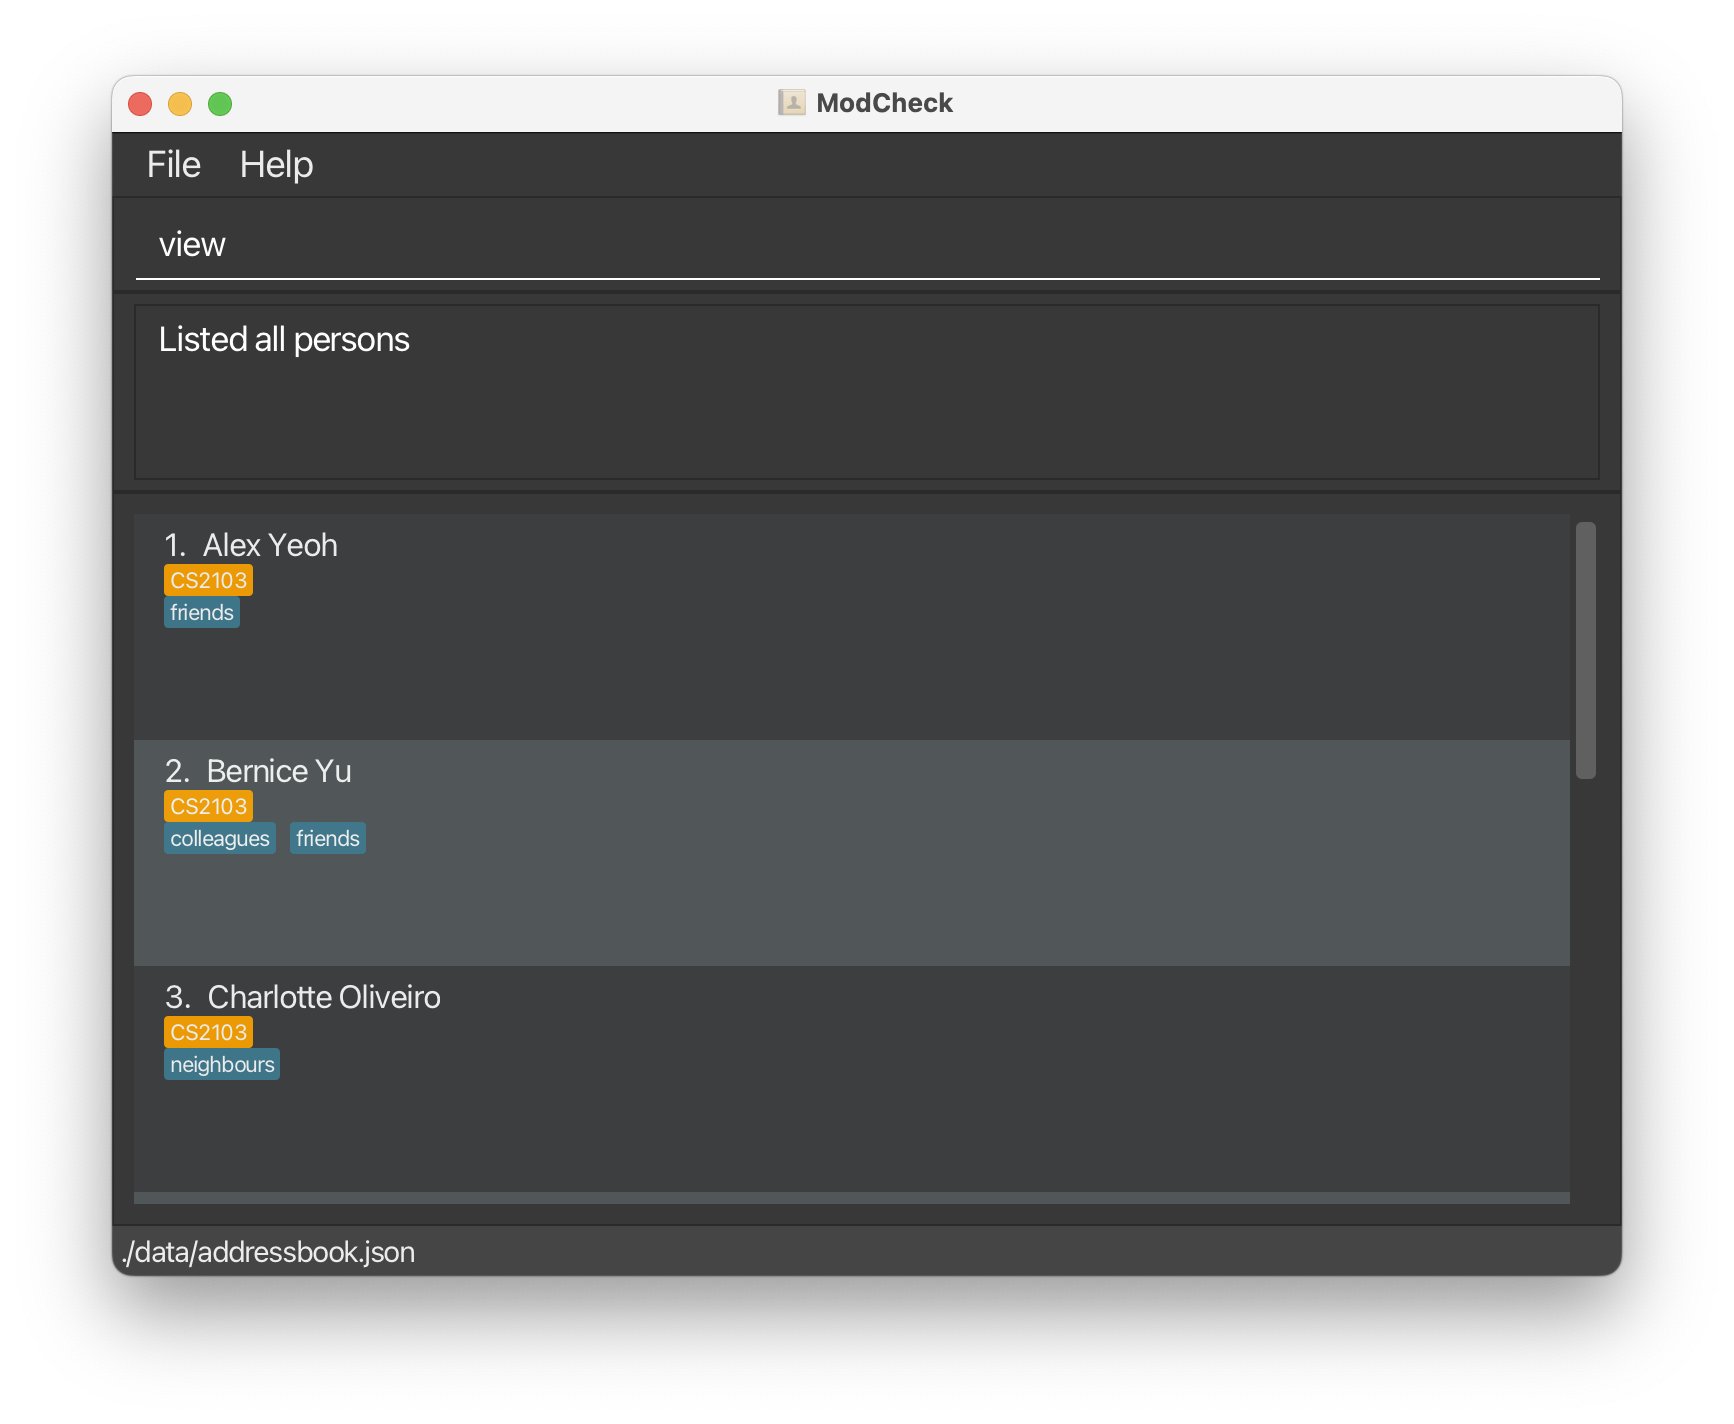 ModCheck
File Help
view
Listed all persons
1. Alex Yeoh
CS2103
friends
2. Bernice Yu
CS2103
colleagues friends
3. Charlotte Oliveiro
CS2103
neighbours
./data/addressbook.json